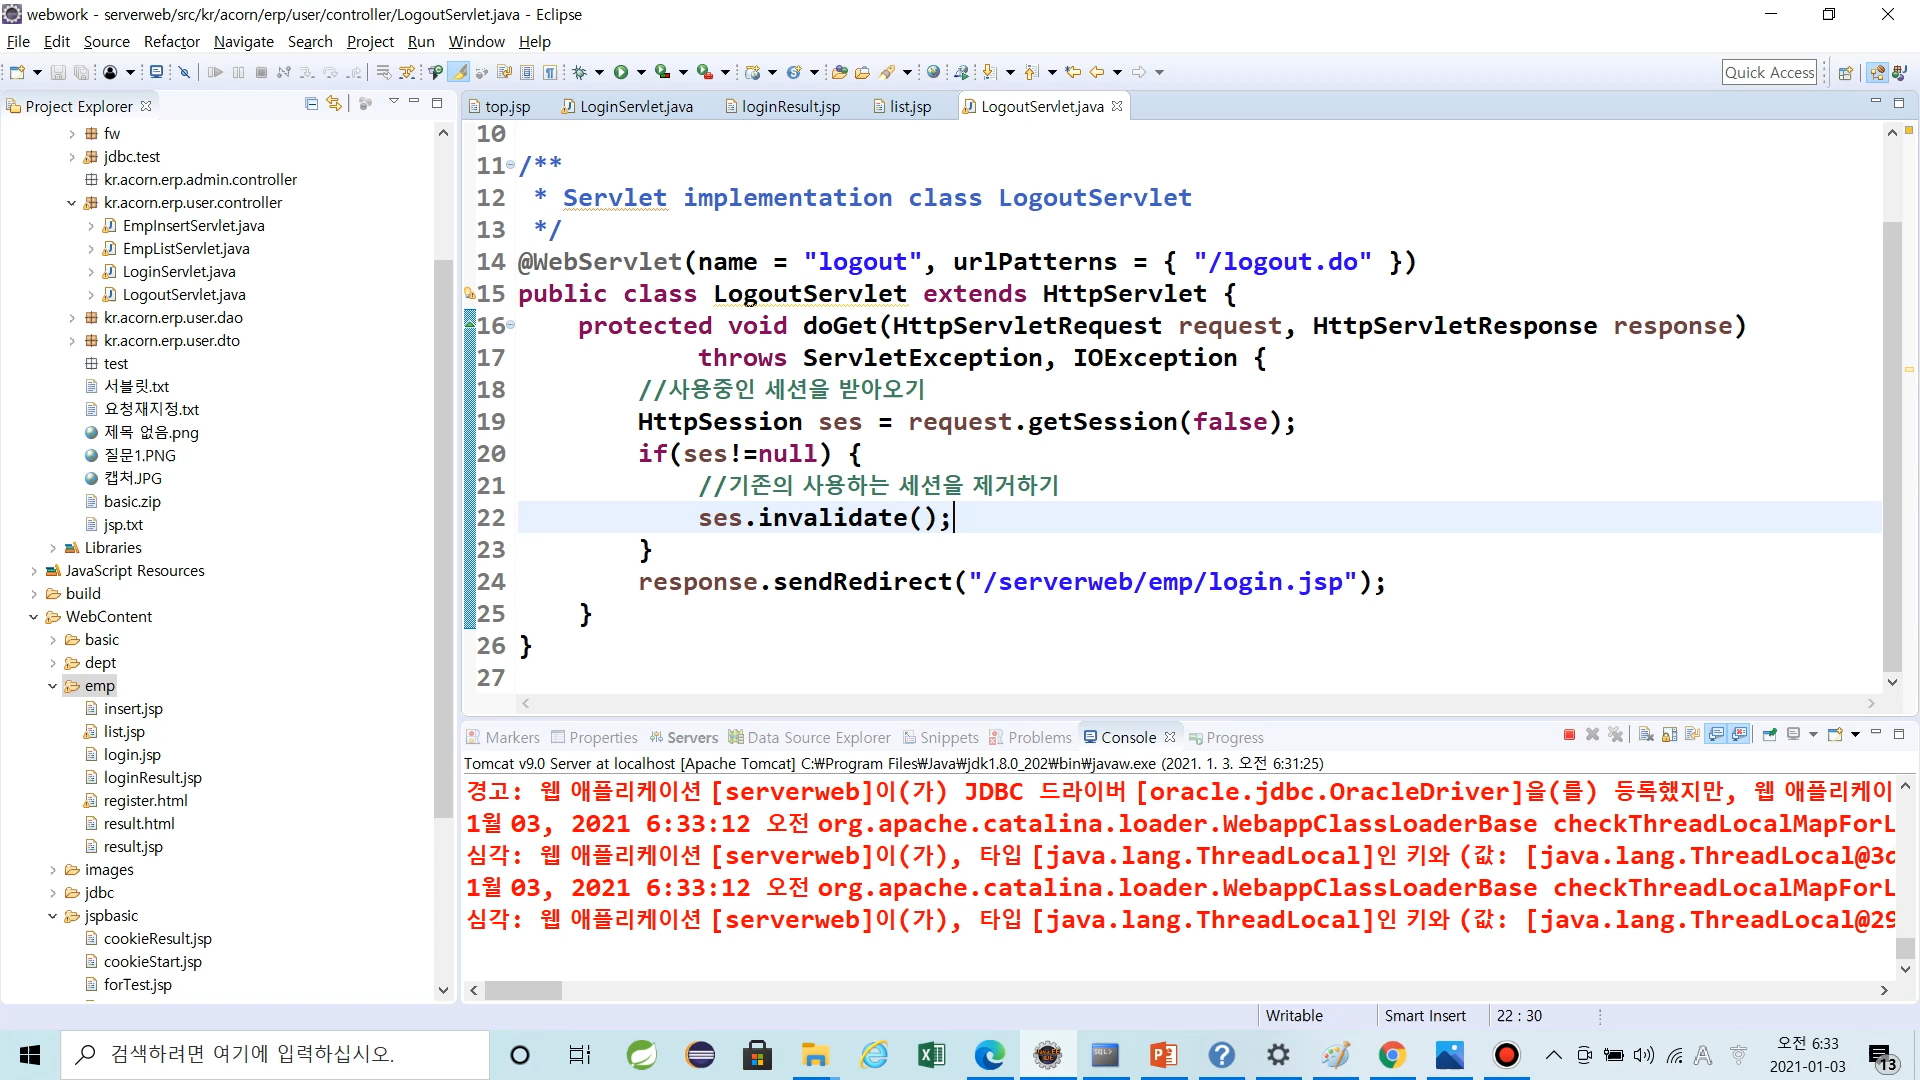 webwork - serverweb/src/kr/acorn/erp/user/controller/LogoutServlet.java - Eclipse
File Edit Source Refactor Navigate Search Project Run Window Help
Quick Access
Project Explorer
fw
jdbc.test
kr.acorn.erp.admin.controller
kr.acorn.erp.user.controller
EmpInsertServlet.java
EmpListServlet.java
LoginServlet.java
LogoutServlet.java
kr.acorn.erp.user.dao
kr.acorn.erp.user.dto
test
서블릿.txt
요청재지정.txt
제목 없음.png
질문1.PNG
캡처.JPG
basic.zip
jsp.txt
Libraries
JavaScript Resources
build
WebContent
basic
dept
emp
insert.jsp
list.jsp
login.jsp
loginResult.jsp
register.html
result.html
result.jsp
images
jdbc
jspbasic
cookieResult.jsp
cookieStart.jsp
forTest.jsp
top.jsp LoginServlet.java loginResult.jsp list.jsp LogoutServlet.java
10
11 /**
12 * Servlet implementation class LogoutServlet
13 */
14 @WebServlet(name = "logout", urlPatterns = { "/logout.do" })
15 public class LogoutServlet extends HttpServlet {
16 protected void doGet(HttpServletRequest request, HttpServletResponse response)
17 throws ServletException, IOException {
18 //사용중인 세션을 받아오기
19 HttpSession ses = request.getSession(false);
20 if(ses!=null) {
21 //기존의 사용하는 세션을 제거하기
22 ses.invalidate();
23 }
24 response.sendRedirect("/serverweb/emp/login.jsp");
25 }
26 }
27
Markers Properties Servers Data Source Explorer Snippets Problems Console Progress
Tomcat v9.0 Server at localhost [Apache Tomcat] C:₩Program Files₩Java₩jdk1.8.0_202₩bin₩javaw.exe (2021. 1. 3. 오전 6:31:25)
경고: 웹 애플리케이션 [serverweb]이(가) JDBC 드라이버 [oracle.jdbc.OracleDriver]을(를) 등록했지만, 웹 애플리케이
1월 03, 2021 6:33:12 오전 org.apache.catalina.loader.WebappClassLoaderBase checkThreadLocalMapForL
심각: 웹 애플리케이션 [serverweb]이(가), 타입 [java.lang.ThreadLocal]인 키와 (값: [java.lang.ThreadLocal@3d
1월 03, 2021 6:33:12 오전 org.apache.catalina.loader.WebappClassLoaderBase checkThreadLocalMapForL
심각: 웹 애플리케이션 [serverweb]이(가), 타입 [java.lang.ThreadLocal]인 키와 (값: [java.lang.ThreadLocal@29
Writable Smart Insert 22 : 30
검색하려면 여기에 입력하십시오.
오전 6:33
2021-01-03
13